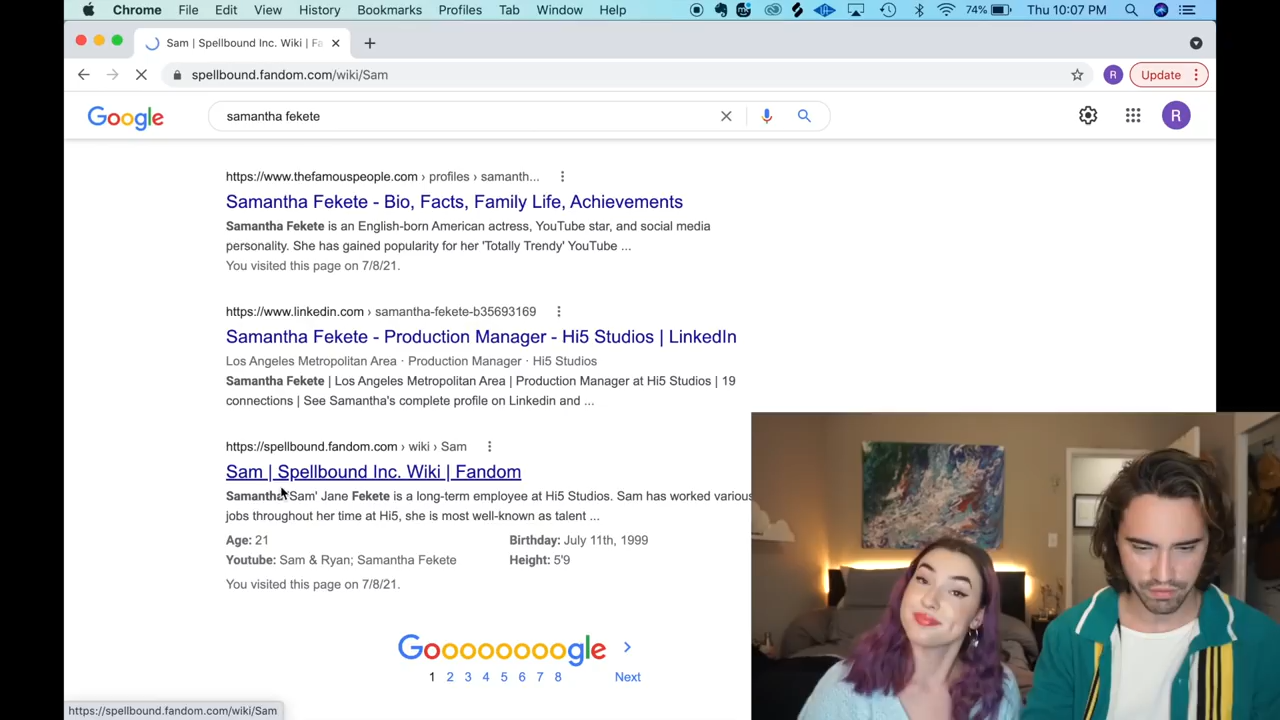 Chrome File Edit View History Bookmarks Profiles Tab Window Help 74% Thu 10:07 PM
Sam | Spellbound Inc. Wiki | Fa
spellbound.fandom.com/wiki/Sam R Update
Google samantha fekete R
https://www.thefamouspeople.com › profiles › samanth...
Samantha Fekete - Bio, Facts, Family Life, Achievements
Samantha Fekete is an English-born American actress, YouTube star, and social media
personality. She has gained popularity for her 'Totally Trendy' YouTube ...
You visited this page on 7/8/21.
https://www.linkedin.com › samantha-fekete-b35693169
Samantha Fekete - Production Manager - Hi5 Studios | LinkedIn
Los Angeles Metropolitan Area · Production Manager · Hi5 Studios
Samantha Fekete | Los Angeles Metropolitan Area | Production Manager at Hi5 Studios | 19
connections | See Samantha's complete profile on Linkedin and ...
https://spellbound.fandom.com › wiki › Sam
Sam | Spellbound Inc. Wiki | Fandom
Samantha 'Sam' Jane Fekete is a long-term employee at Hi5 Studios. Sam has worked various
jobs throughout her time at Hi5, she is most well-known as talent ...
Age: 21 Birthday: July 11th, 1999
Youtube: Sam & Ryan; Samantha Fekete Height: 5'9
You visited this page on 7/8/21.
Goooooooogle
1 2 3 4 5 6 7 8 Next
https://spellbound.fandom.com/wiki/Sam